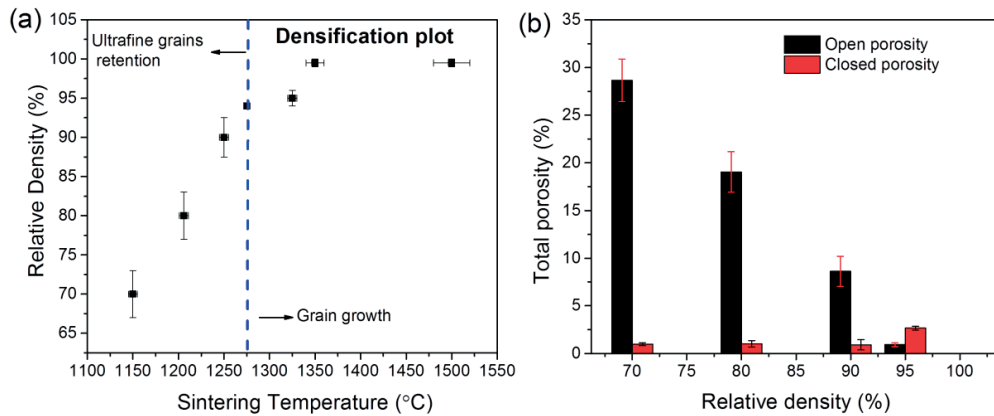 (a)
Ultrafine grains
retention
Densification plot
Grain growth
Relative Density (%)
105
100
95
90
85
80
75
70
65
1100 1150 1200 1250 1300 1350 1400 1450 1500 1550
Sintering Temperature (°C)
(b)
Open porosity
Closed porosity
Total porosity (%)
35
30
25
20
15
10
5
0
70 75 80 85 90 95 100
Relative density (%)